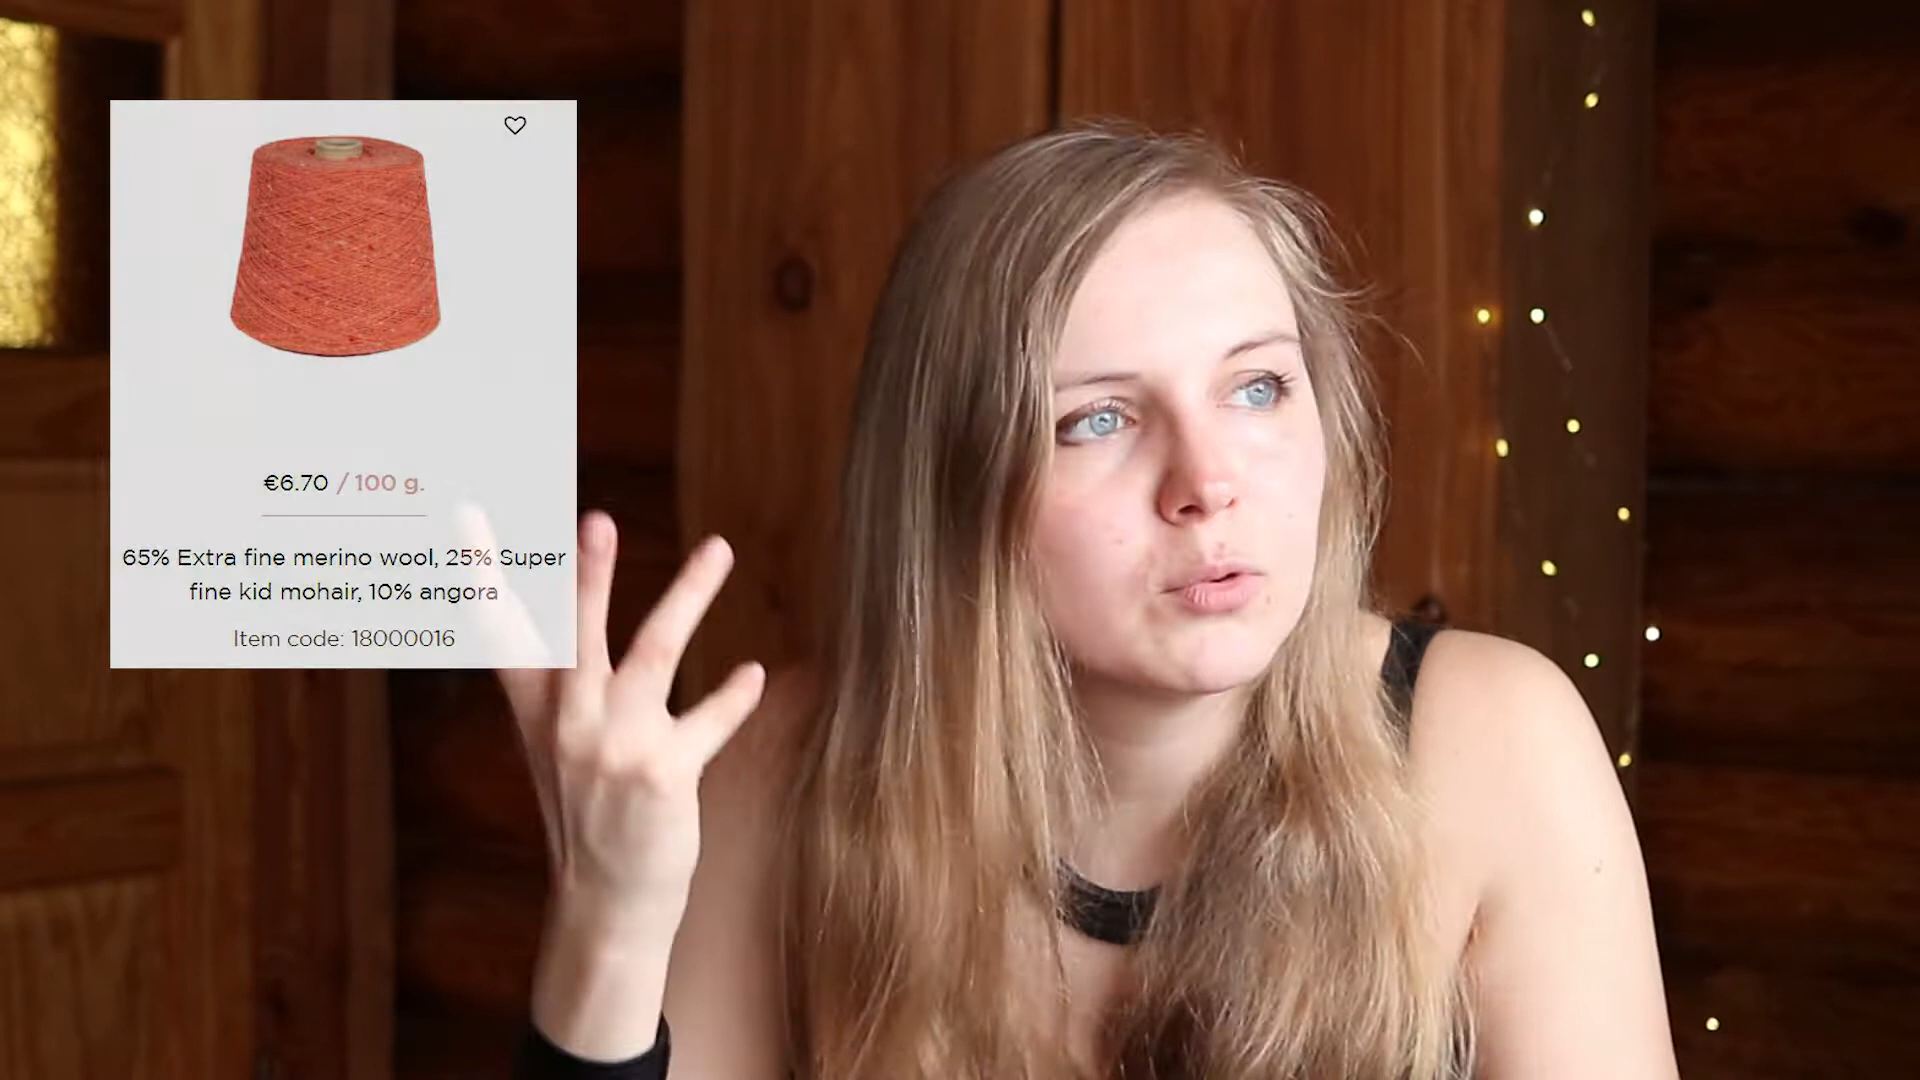 €6.70 / 100 g.
65% Extra fine merino wool, 25% Super
fine kid mohair, 10% angora
Item code: 18000016